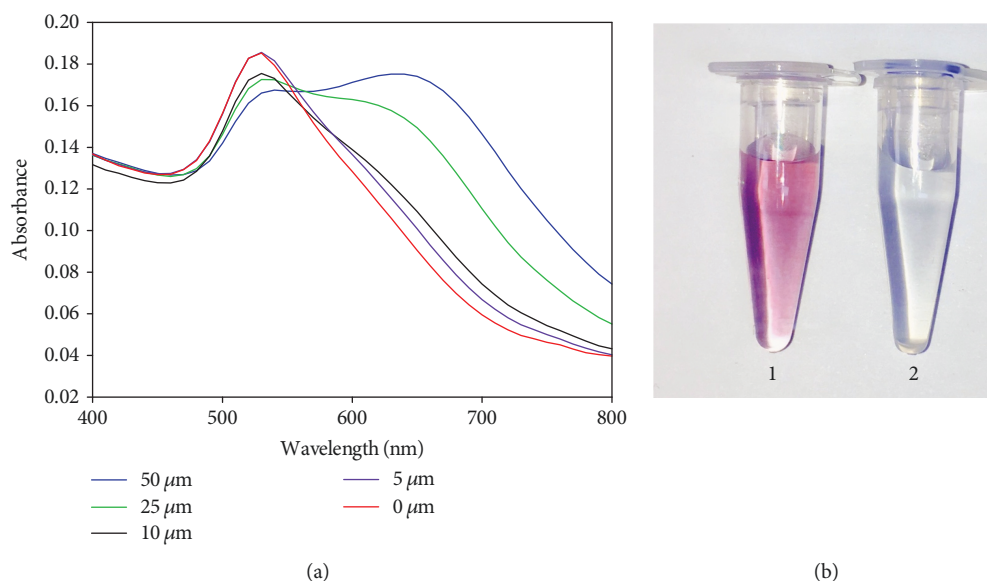 0.20
0.18
0.16
0.14
0.12
0.10
0.08
0.06
0.04
0.02
Absorbance
400 500 600 700 800
Wavelength (nm)
50 μm
25 μm
10 μm
5 μm
0 μm
(a)
1 2
(b)